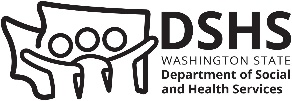 DSHS
WASHINGTON STATE
Department of Social
and Health Services